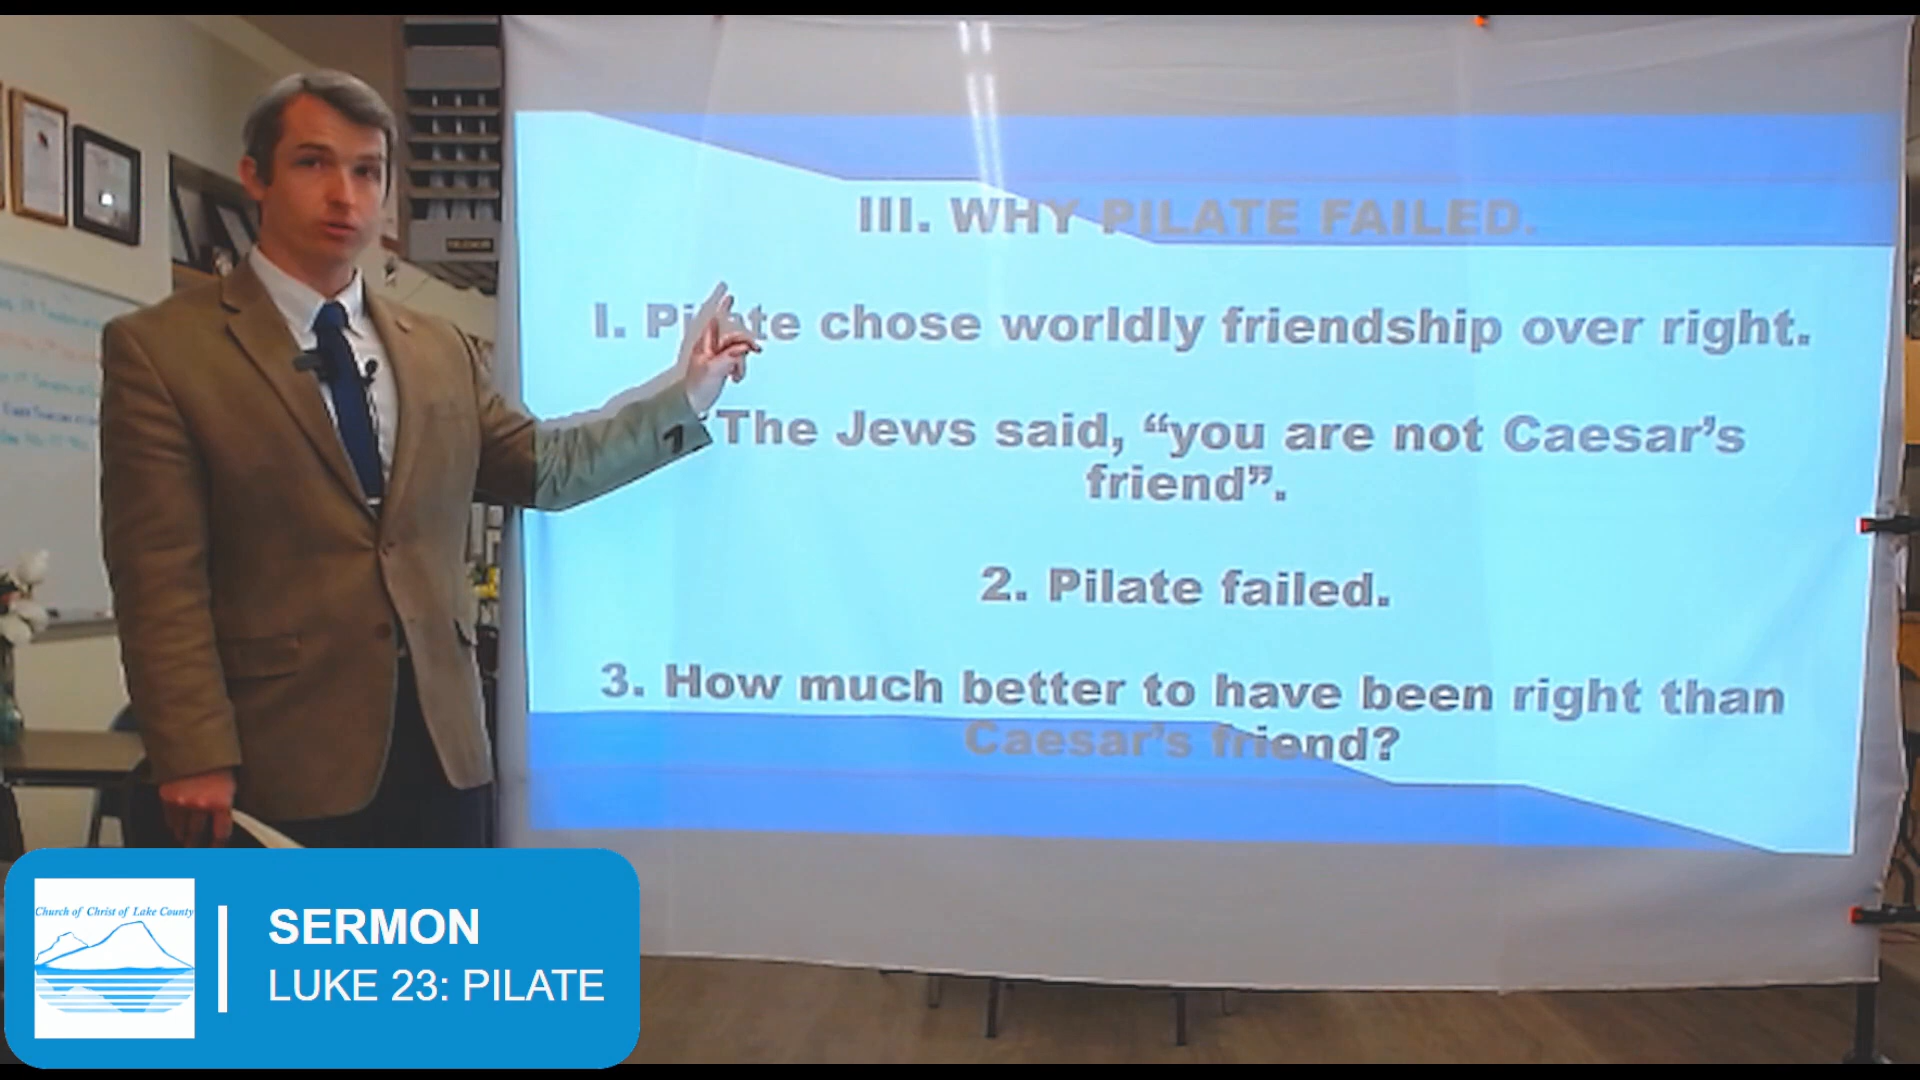 III. WHY PILATE FAILED.
I. Pilate chose worldly friendship over right.
1 The Jews said, “you are not Caesar’s
friend”.
2. Pilate failed.
3. How much better to have been right than
Caesar’s friend?
Church of Christ of Lake County
SERMON
LUKE 23: PILATE